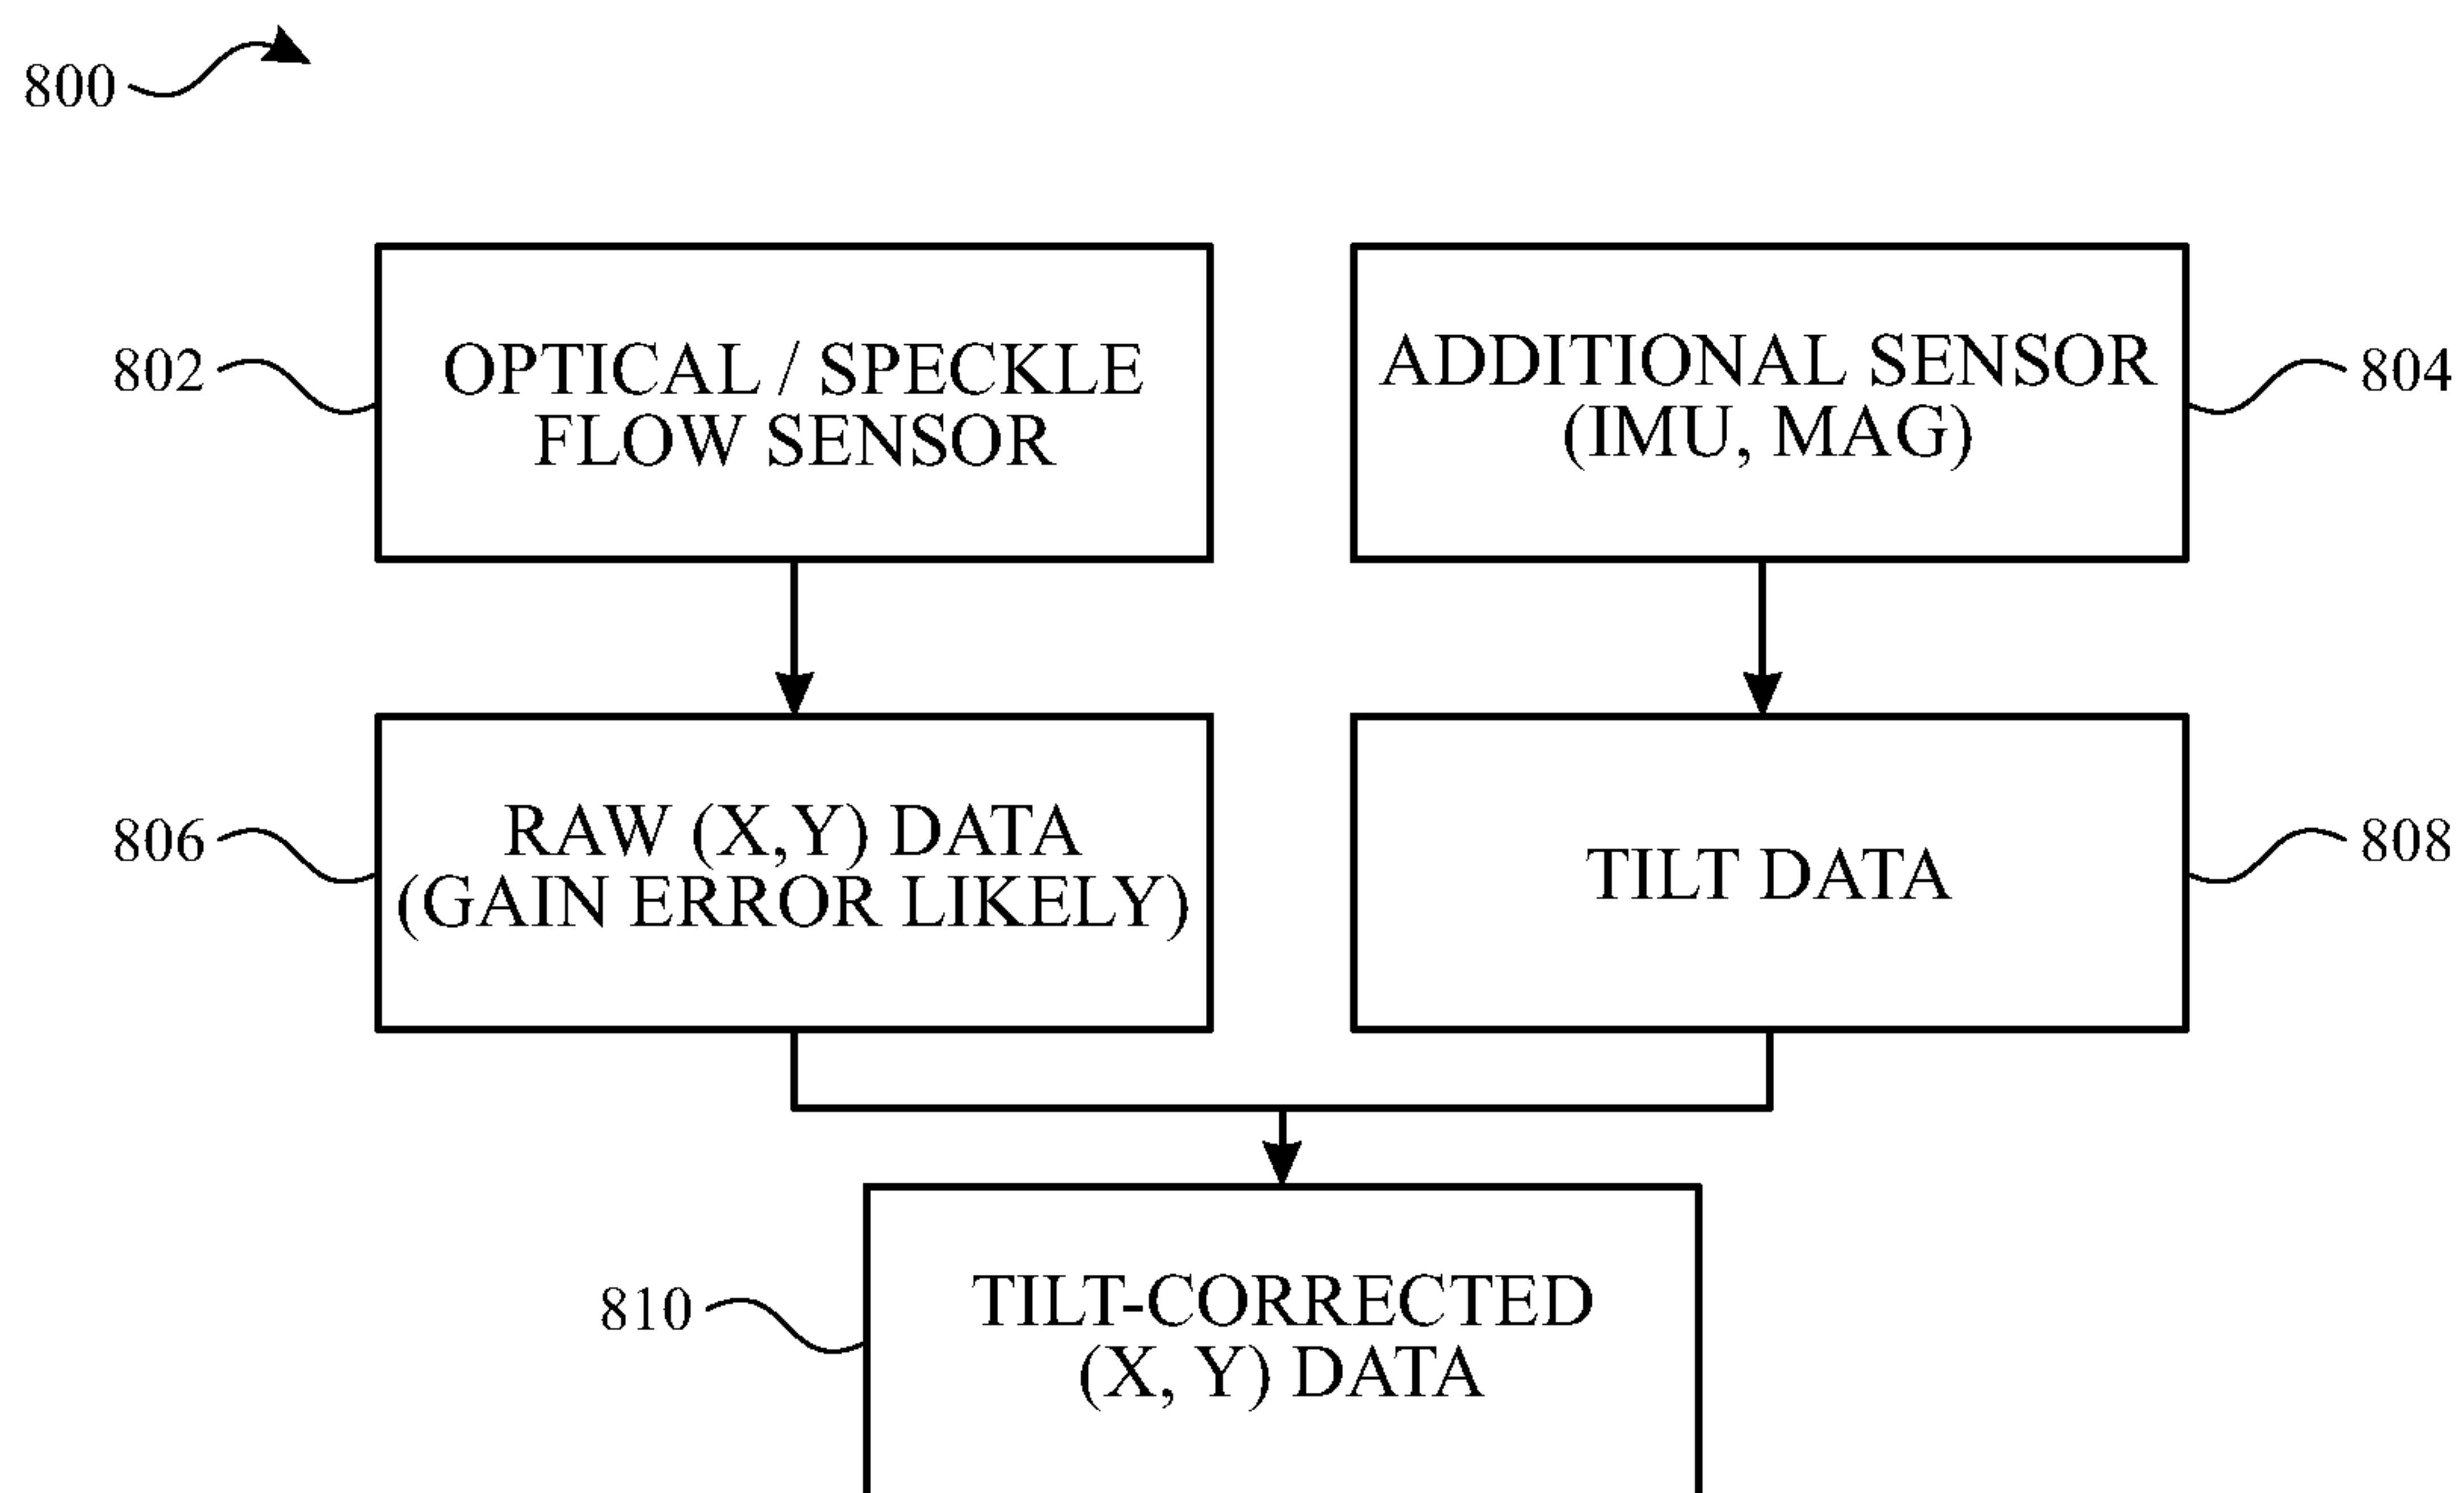 800
802
OPTICAL / SPECKLE
FLOW SENSOR
ADDITIONAL SENSOR
(IMU, MAG)
804
806
RAW (X,Y) DATA
(GAIN ERROR LIKELY)
TILT DATA
808
810
TILT-CORRECTED
(X, Y) DATA